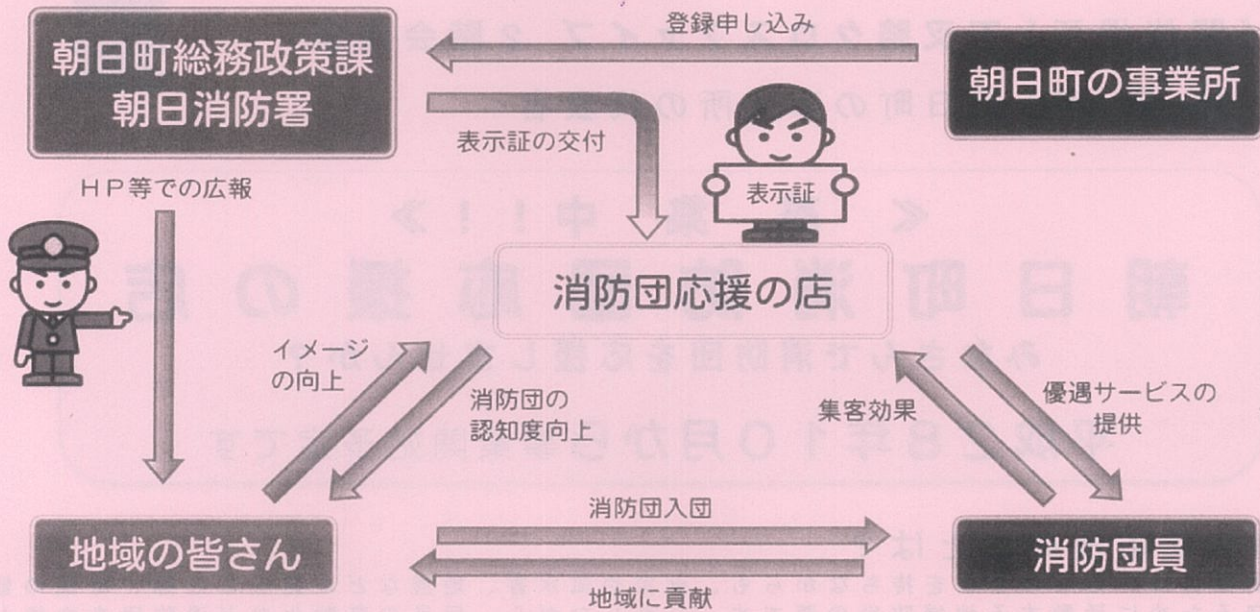 登録申し込み
朝日町総務政策課
朝日消防署
朝日町の事業所
表示証の交付
表示証
HP等での広報
消防団応援の店
イメージ
の向上
消防団の
認知度向上
集客効果
優遇サービスの
提供
消防団入団
地域の皆さん
消防団員
地域に貢献